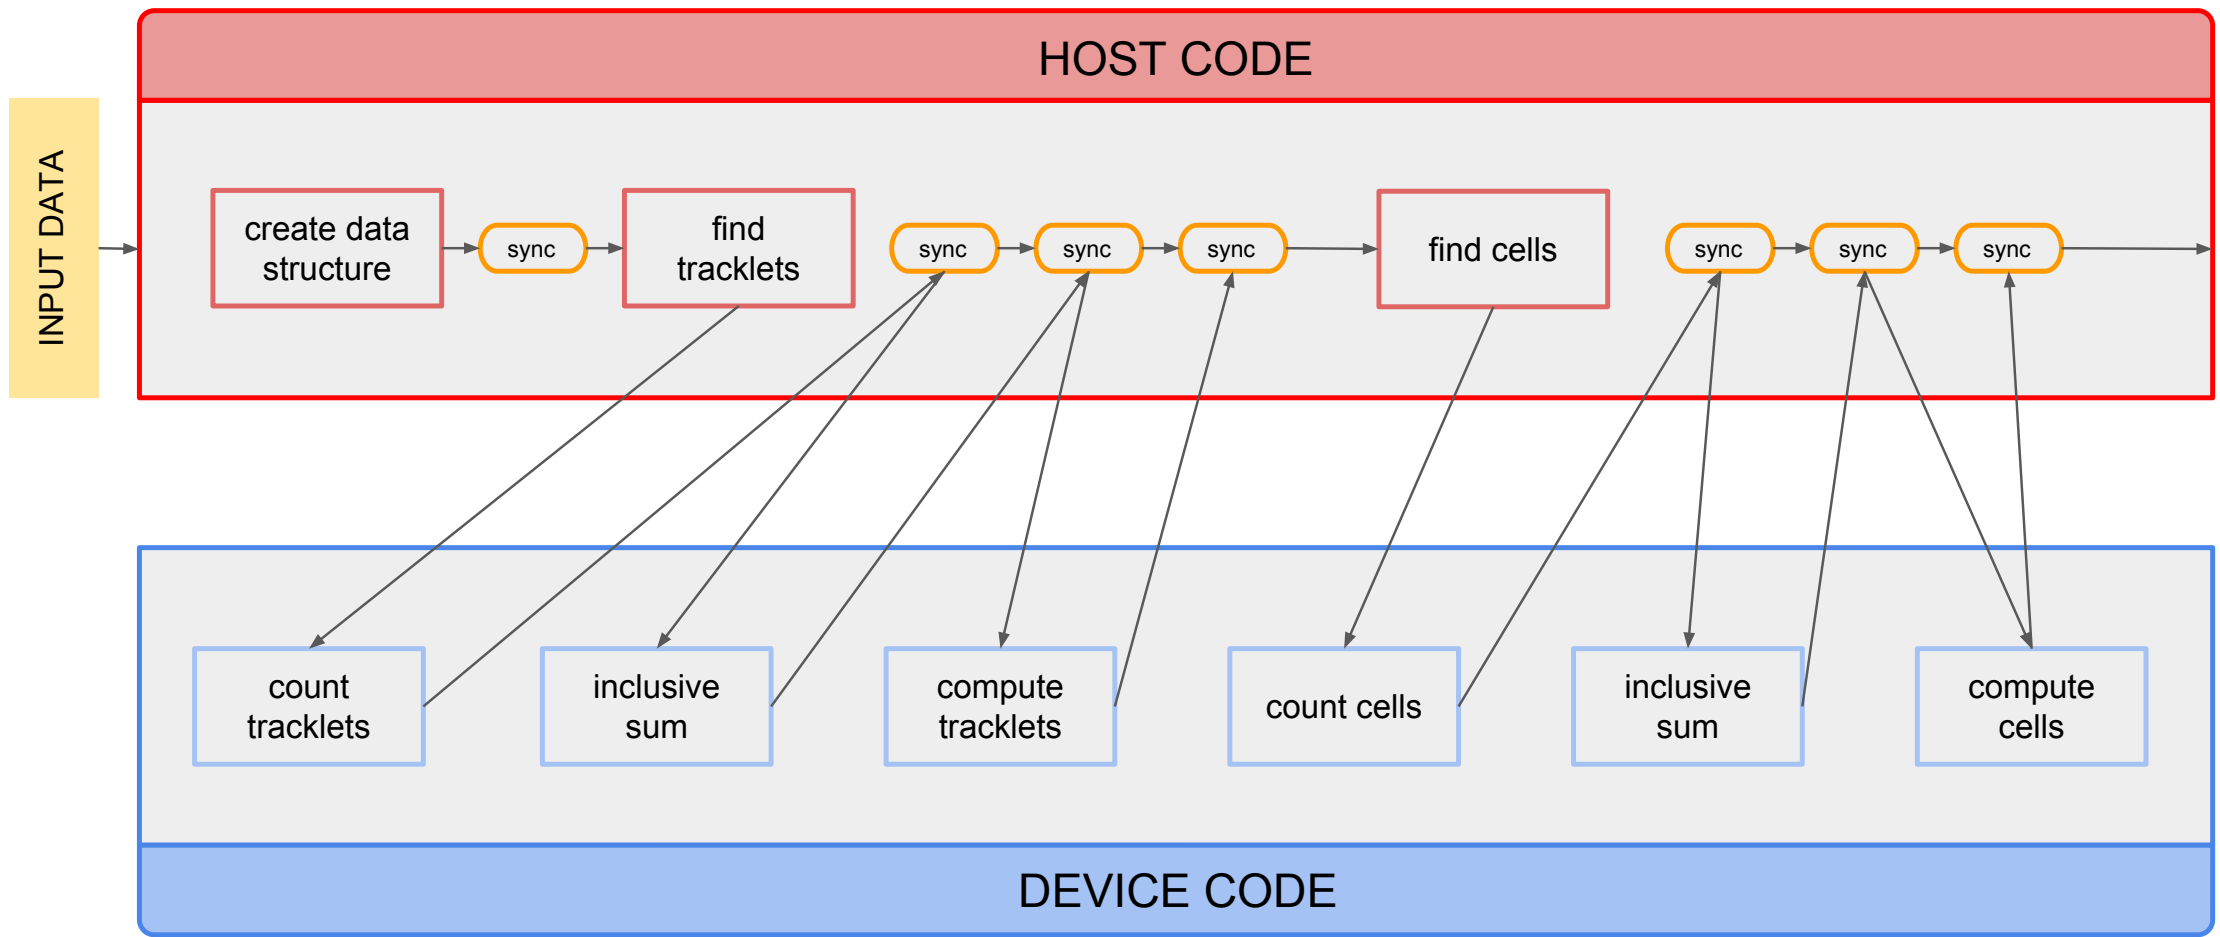 HOST CODE
INPUT DATA
create data
structure
sync
find
tracklets
sync
sync
sync
find cells
sync
sync
sync
count
tracklets
inclusive
sum
compute
tracklets
count cells
inclusive
sum
compute
cells
DEVICE CODE